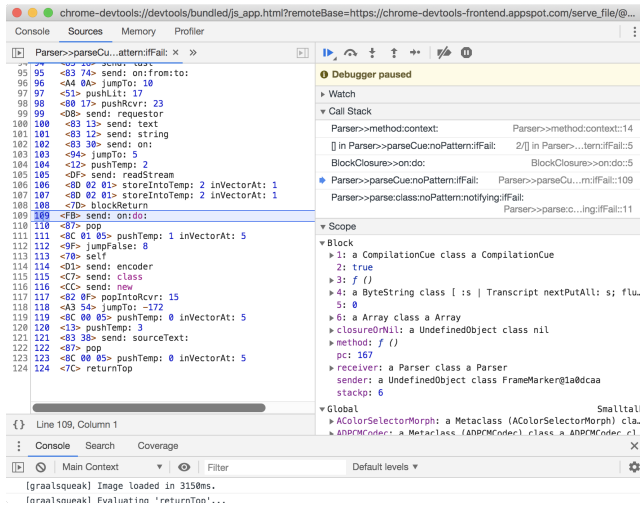 chrome-devtools://devtools/bundled/js_app.html?remoteBase=https://chrome-devtools-frontend.appspot.com/serve_file/@...
Console Sources Memory Profiler
Parser>>parseCu...attern:ifFail: × »
95 95 <83 74> send: on:from:to:
96 96 <A4 0A> jumpTo: 10
97 97 <51> pushLit: 17
98 98 <80 17> pushRcvr: 23
99 99 <D8> send: requestor
100 100 <83 13> send: text
101 101 <83 12> send: string
102 102 <83 30> send: on:
103 103 <94> jumpTo: 5
104 104 <12> pushTemp: 2
105 105 <DF> send: readStream
106 106 <8D 02 01> storeIntoTemp: 2 inVectorAt: 1
107 107 <8D 02 01> storeIntoTemp: 2 inVectorAt: 1
108 108 <7D> blockReturn
109 109 <FB> send: on:do:
110 110 <87> pop
111 111 <8C 01 05> pushTemp: 1 inVectorAt: 5
112 112 <9F> jumpFalse: 8
113 113 <70> self
114 114 <D1> send: encoder
115 115 <C7> send: class
116 116 <CC> send: new
117 117 <82 0F> popIntoRcvr: 15
118 118 <A3 54> jumpTo: -172
119 119 <8C 00 05> pushTemp: 0 inVectorAt: 5
120 120 <13> pushTemp: 3
121 121 <83 38> send: sourceText:
122 122 <87> pop
123 123 <8C 00 05> pushTemp: 0 inVectorAt: 5
124 124 <7C> returnTop
{} Line 109, Column 1
Debugger paused
Watch
Call Stack
Parser>>method:context: Parser>>method:context::14
[] in Parser>>parseCue:noPattern:ifFail: 2/[] in Parser>...tern:ifFail::5
BlockClosure>>on:do: BlockClosure>>on:do::5
Parser>>parseCue:noPattern:ifFail: Parser>>parseCu...rn:ifFail::109
Parser>>parse:class:noPattern:notifying:ifFail:
Parser>>parse:c...ing:ifFail::11
Scope
Block
1: a CompilationCue class a CompilationCue
2: true
3: ƒ ()
4: a ByteString class [ :s | Transcript nextPutAll: s; flu...
5: 0
6: a Array class a Array
closureOrNil: a UndefinedObject class nil
method: ƒ ()
pc: 167
receiver: a Parser class a Parser
sender: a UndefinedObject class FrameMarker@1a0dcaa
stackp: 6
Global Smalltal
AColorSelectorMorph: a Metaclass (AColorSelectorMorph) cla...
ADPCMCodec: a Metaclass (ADPCMCodec) class a ADPCMCodec cl
Console Search Coverage ×
Main Context ▼ Filter Default levels ▼
[graalsqueak] Image loaded in 3150ms.
[graalsqueak] Evaluating 'returnTop'...